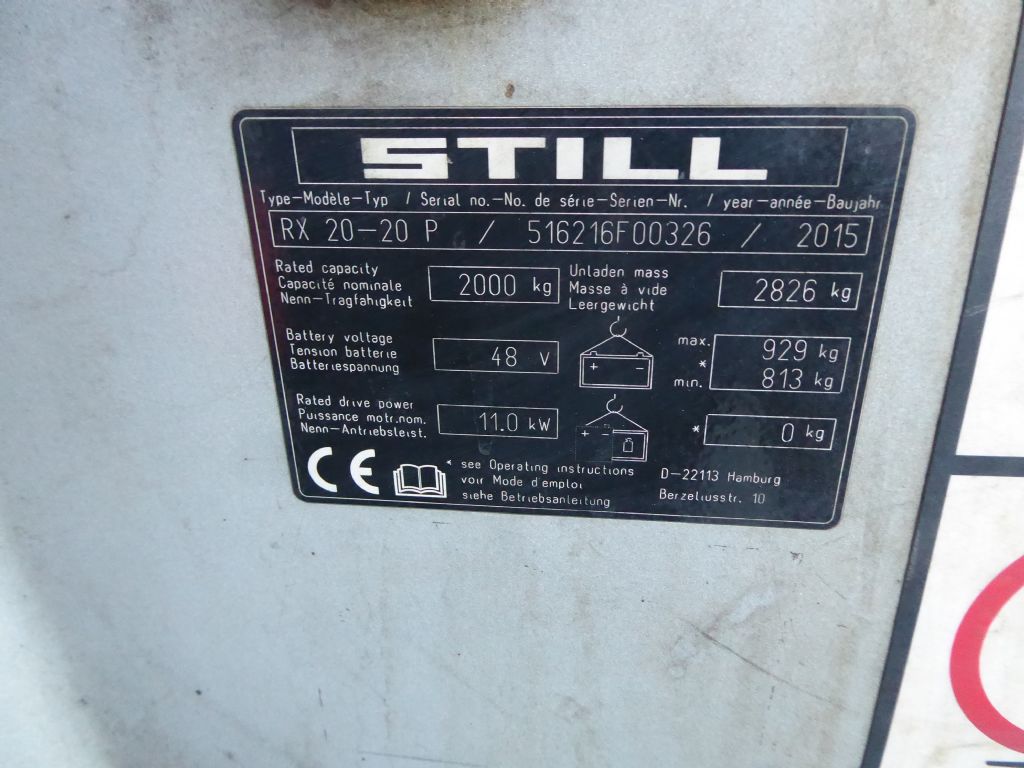 STILL
Type-Modèle-Typ / Serial no.-No. de série-Serien-Nr. / year-année-Baujahr
RX 20-20 P / 516216F00326 / 2015
Rated capacity
Capacité nominale
Nenn-Tragfähigkeit
2000 kg
Unladen mass
Masse à vide
Leergewicht
2826 kg
Battery voltage
Tension batterie
Batteriespannung
48 V
+ -
max. 929 kg
*
min. 813 kg
Rated drive power
Puissance motr.nom.
Nenn-Antriebsleist.
11.0 kW
+ -
* 0 kg
CE
* see Operating instructions
voir Mode d'emploi
siehe Betriebsanleitung
D-22113 Hamburg
Berzeliusstr. 10